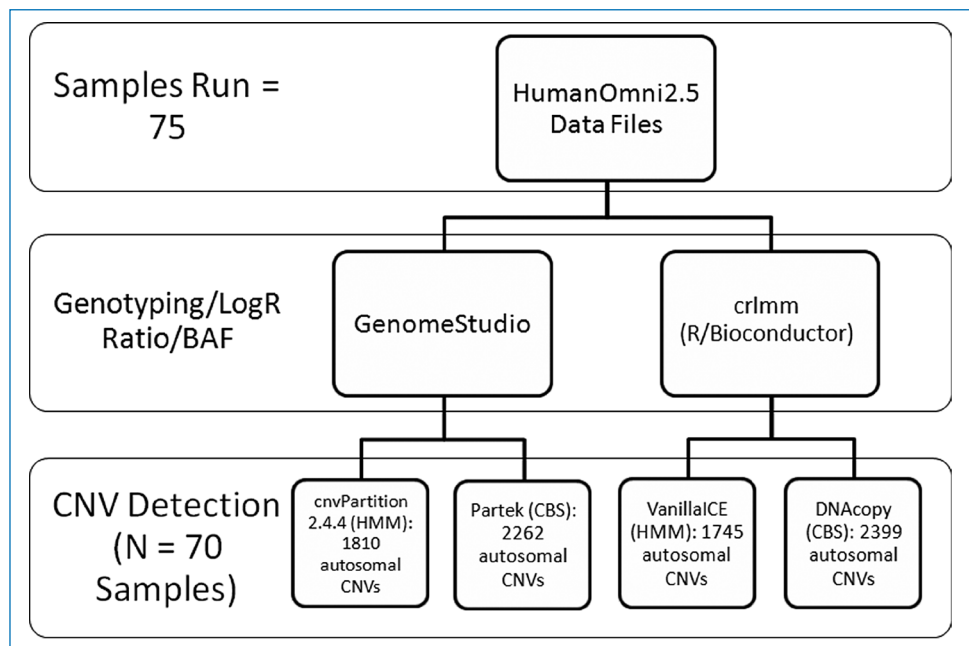 Samples Run =
75
HumanOmni2.5
Data Files
Genotyping/LogR
Ratio/BAF
GenomeStudio
crlmm
(R/Bioconductor)
CNV Detection
(N = 70
Samples)
cnvPartition
2.4.4 (HMM):
1810
autosomal
CNVs
Partek (CBS):
2262
autosomal
CNVs
VanillaICE
(HMM): 1745
autosomal
CNVs
DNAcopy
(CBS): 2399
autosomal
CNVs